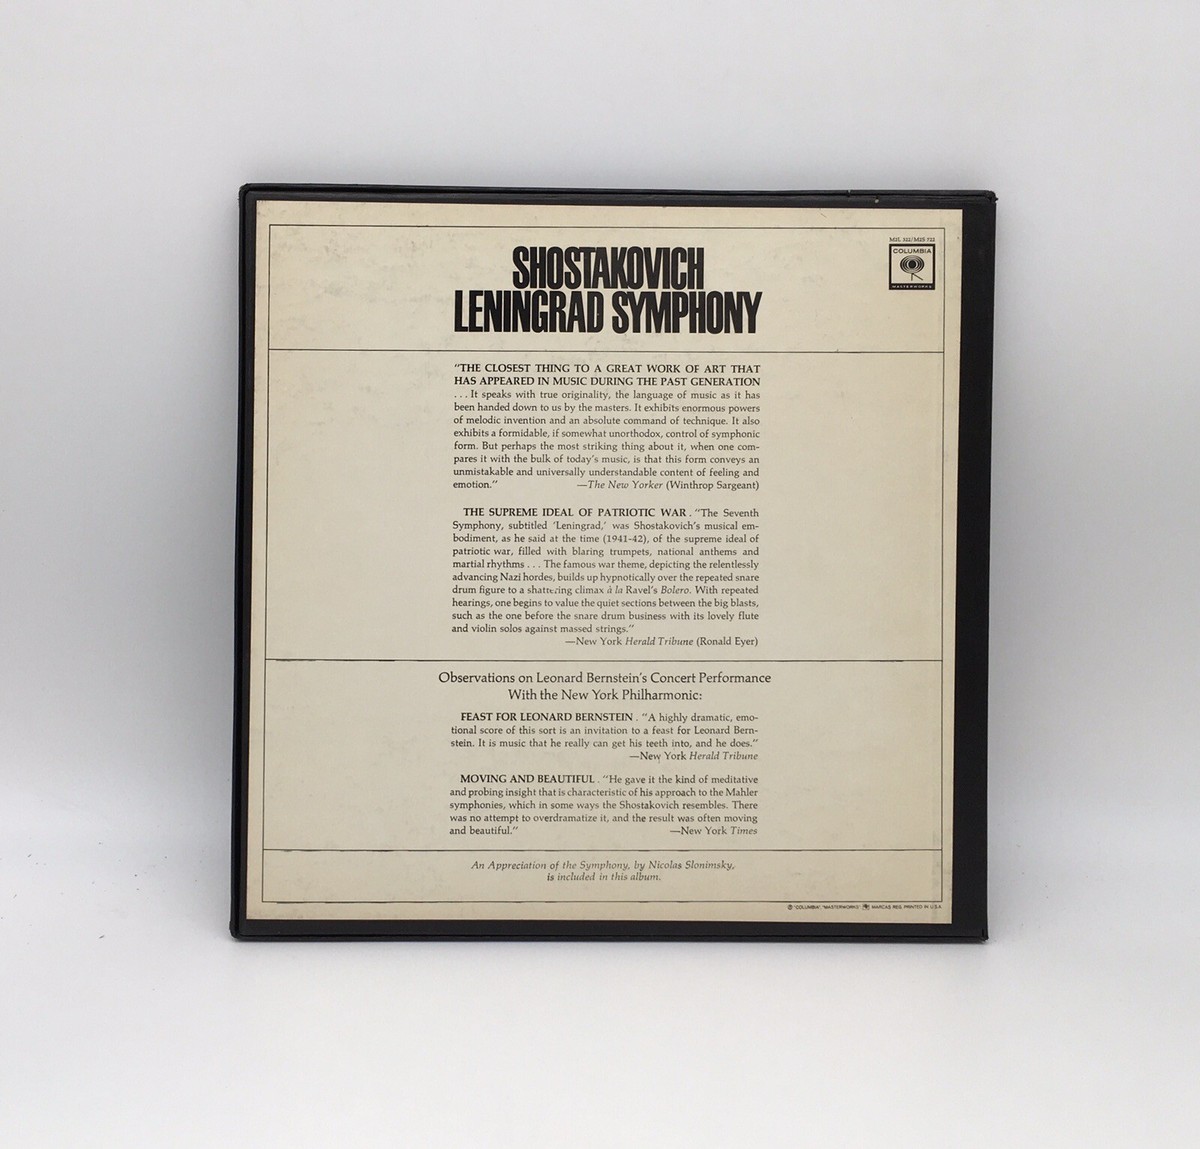 M2L 322/M2S 722
COLUMBIA
MASTERWORKS
SHOSTAKOVICH
LENINGRAD SYMPHONY
"THE CLOSEST THING TO A GREAT WORK OF ART THAT
HAS APPEARED IN MUSIC DURING THE PAST GENERATION
. . . It speaks with true originality, the language of music as it has
been handed down to us by the masters. It exhibits enormous powers
of melodic invention and an absolute command of technique. It also
exhibits a formidable, if somewhat unorthodox, control of symphonic
form. But perhaps the most striking thing about it, when one com-
pares it with the bulk of today's music, is that this form conveys an
unmistakable and universally understandable content of feeling and
emotion." —The New Yorker (Winthrop Sargeant)
THE SUPREME IDEAL OF PATRIOTIC WAR . "The Seventh
Symphony, subtitled 'Leningrad,' was Shostakovich's musical em-
bodiment, as he said at the time (1941-42), of the supreme ideal of
patriotic war, filled with blaring trumpets, national anthems and
martial rhythms . . . The famous war theme, depicting the relentlessly
advancing Nazi hordes, builds up hypnotically over the repeated snare
drum figure to a shattering climax à la Ravel's Bolero. With repeated
hearings, one begins to value the quiet sections between the big blasts,
such as the one before the snare drum business with its lovely flute
and violin solos against massed strings."
—New York Herald Tribune (Ronald Eyer)
Observations on Leonard Bernstein's Concert Performance
With the New York Philharmonic:
FEAST FOR LEONARD BERNSTEIN . "A highly dramatic, emo-
tional score of this sort is an invitation to a feast for Leonard Bern-
stein. It is music that he really can get his teeth into, and he does."
—New York Herald Tribune
MOVING AND BEAUTIFUL . "He gave it the kind of meditative
and probing insight that is characteristic of his approach to the Mahler
symphonies, which in some ways the Shostakovich resembles. There
was no attempt to overdramatize it, and the result was often moving
and beautiful." —New York Times
An Appreciation of the Symphony, by Nicolas Slonimsky,
is included in this album.
® "COLUMBIA", "MASTERWORKS", MARCAS REG. PRINTED IN U.S.A.